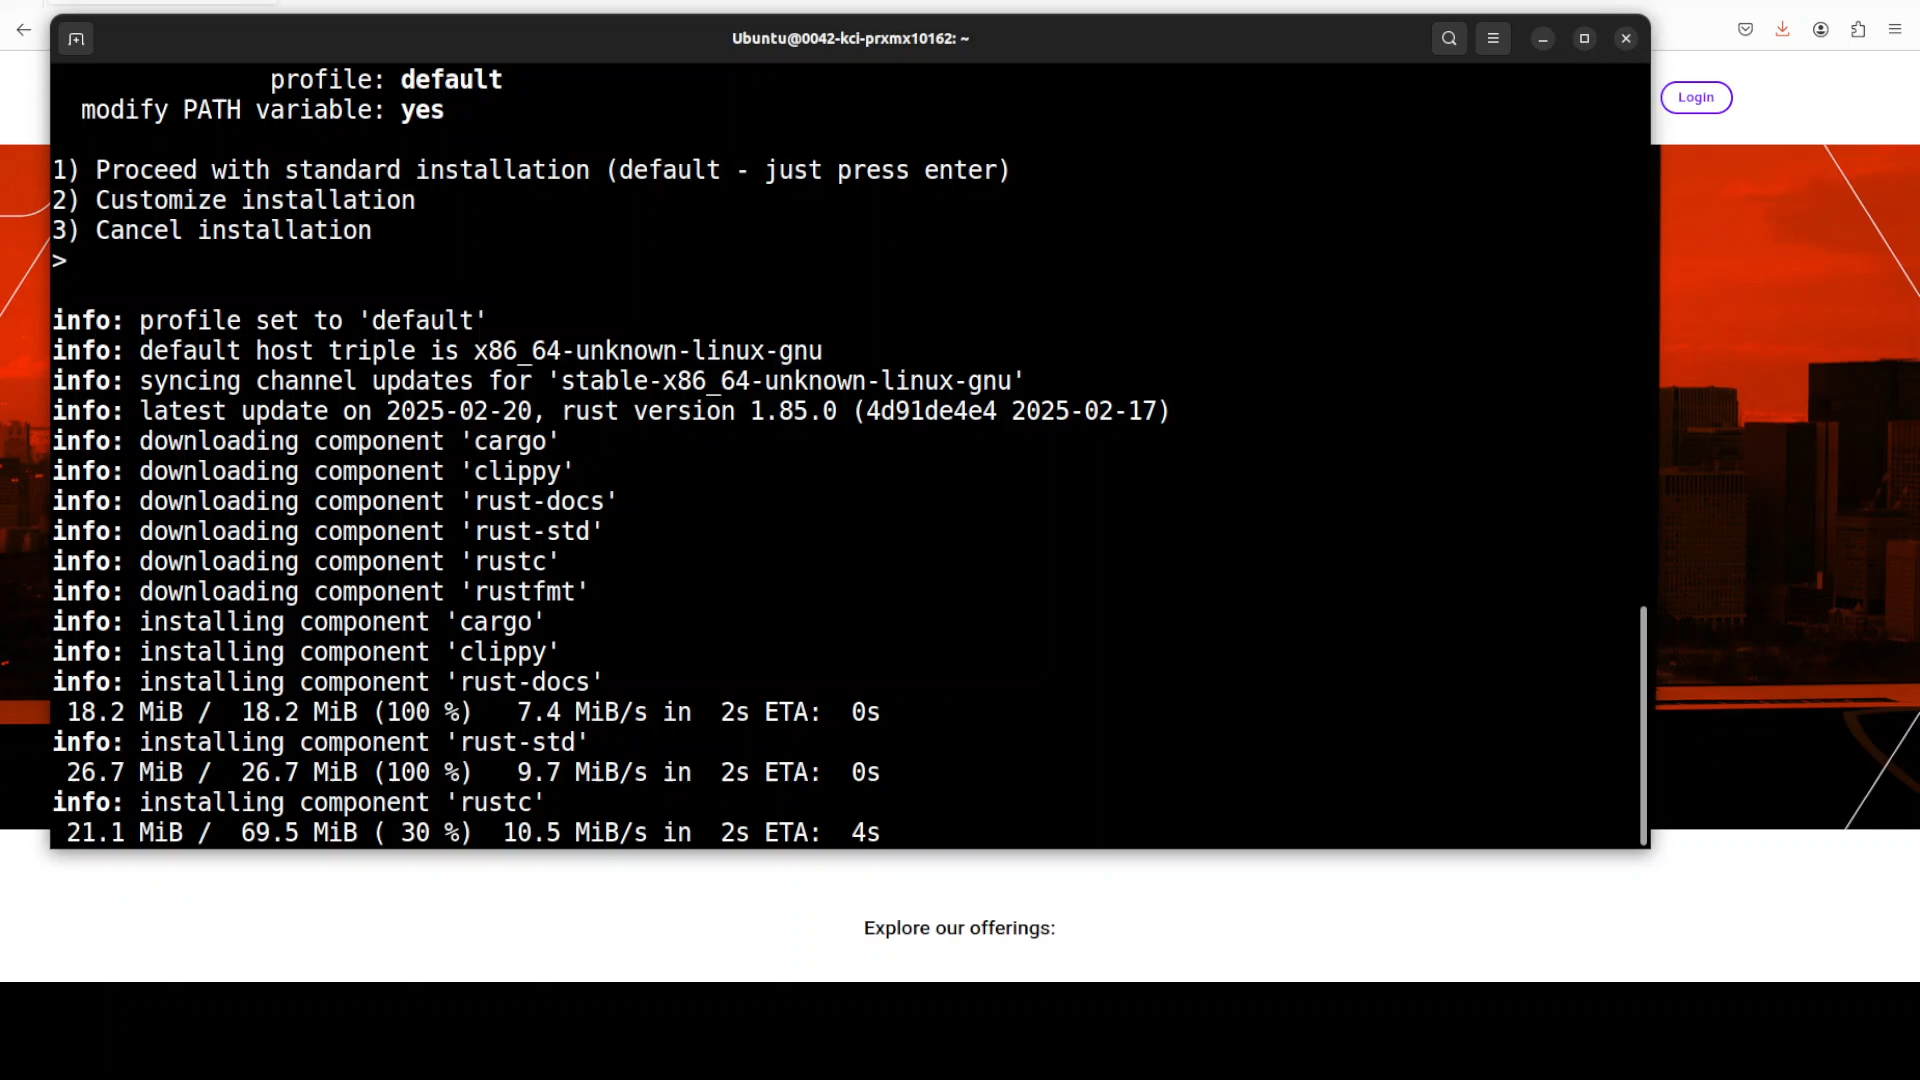 Ubuntu@0042-kci-prxmx10162: ~
profile: default
modify PATH variable: yes
1) Proceed with standard installation (default - just press enter)
2) Customize installation
3) Cancel installation
>
info: profile set to 'default'
info: default host triple is x86_64-unknown-linux-gnu
info: syncing channel updates for 'stable-x86_64-unknown-linux-gnu'
info: latest update on 2025-02-20, rust version 1.85.0 (4d91de4e4 2025-02-17)
info: downloading component 'cargo'
info: downloading component 'clippy'
info: downloading component 'rust-docs'
info: downloading component 'rust-std'
info: downloading component 'rustc'
info: downloading component 'rustfmt'
info: installing component 'cargo'
info: installing component 'clippy'
info: installing component 'rust-docs'
18.2 MiB /  18.2 MiB (100 %)   7.4 MiB/s in  2s ETA:  0s
info: installing component 'rust-std'
26.7 MiB /  26.7 MiB (100 %)   9.7 MiB/s in  2s ETA:  0s
info: installing component 'rustc'
21.1 MiB /  69.5 MiB ( 30 %)  10.5 MiB/s in  2s ETA:  4s
Login
Explore our offerings: